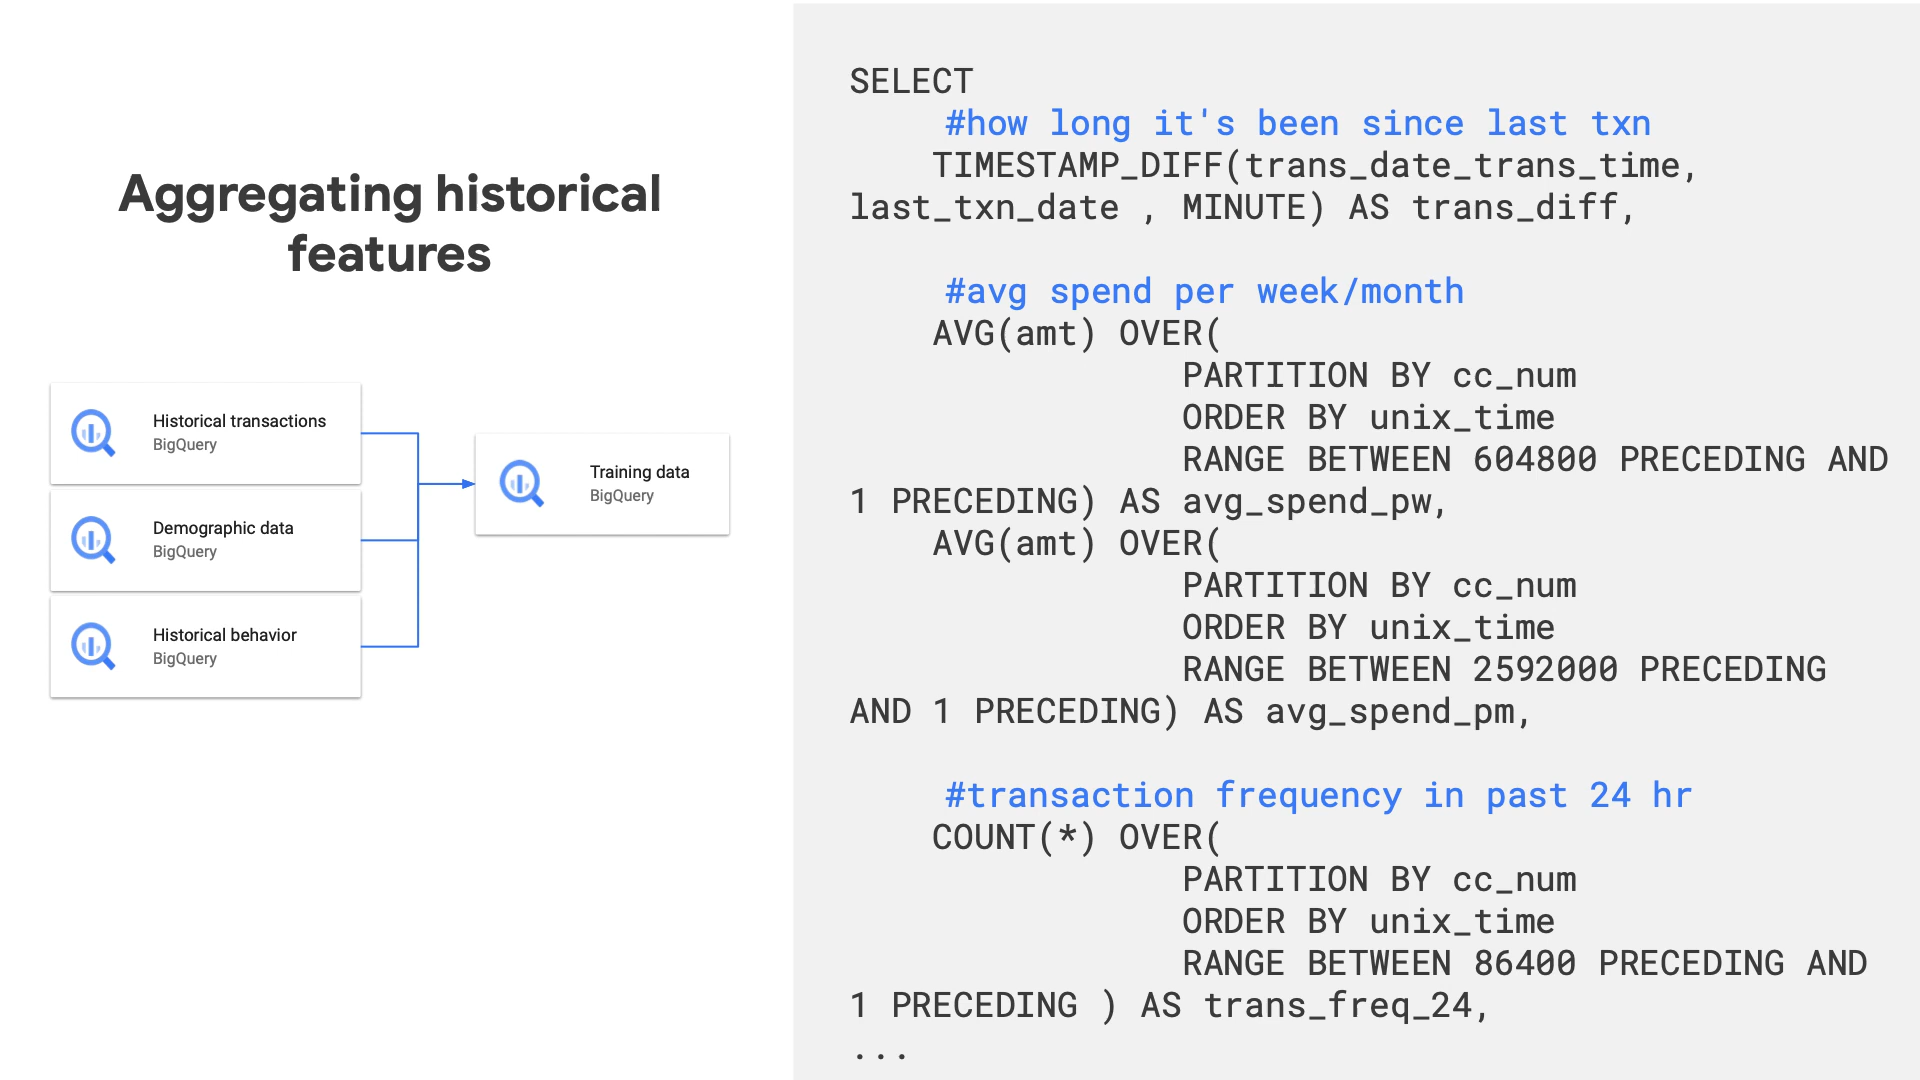 Aggregating historical
features
Historical transactions
BigQuery
Demographic data
BigQuery
Historical behavior
BigQuery
Training data
BigQuery
SELECT
#how long it's been since last txn
TIMESTAMP_DIFF(trans_date_trans_time,
last_txn_date , MINUTE) AS trans_diff,
#avg spend per week/month
AVG(amt) OVER(
PARTITION BY cc_num
ORDER BY unix_time
RANGE BETWEEN 604800 PRECEDING AND
1 PRECEDING) AS avg_spend_pw,
AVG(amt) OVER(
PARTITION BY cc_num
ORDER BY unix_time
RANGE BETWEEN 2592000 PRECEDING
AND 1 PRECEDING) AS avg_spend_pm,
#transaction frequency in past 24 hr
COUNT(*) OVER(
PARTITION BY cc_num
ORDER BY unix_time
RANGE BETWEEN 86400 PRECEDING AND
1 PRECEDING ) AS trans_freq_24,
...